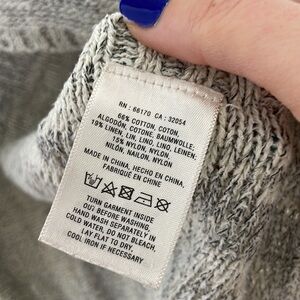 RN : 66170 CA : 32054
66% COTTON, COTON,
ALGODÓN, COTONE, BAUMWOLLE;
19% LINEN, LIN, LINO, LINO, LEINEN;
15% NYLON, NYLON,
NILÓN, NAILON, NYLON
MADE IN CHINA, HECHO EN CHINA,
FABRIQUÉ EN CHINE
TURN GARMENT INSIDE
OUT BEFORE WASHING,
HAND WASH SEPARATELY
COLD WATER, DO NOT BLEACH
LAY FLAT TO DRY,
COOL IRON IF NECESSARY